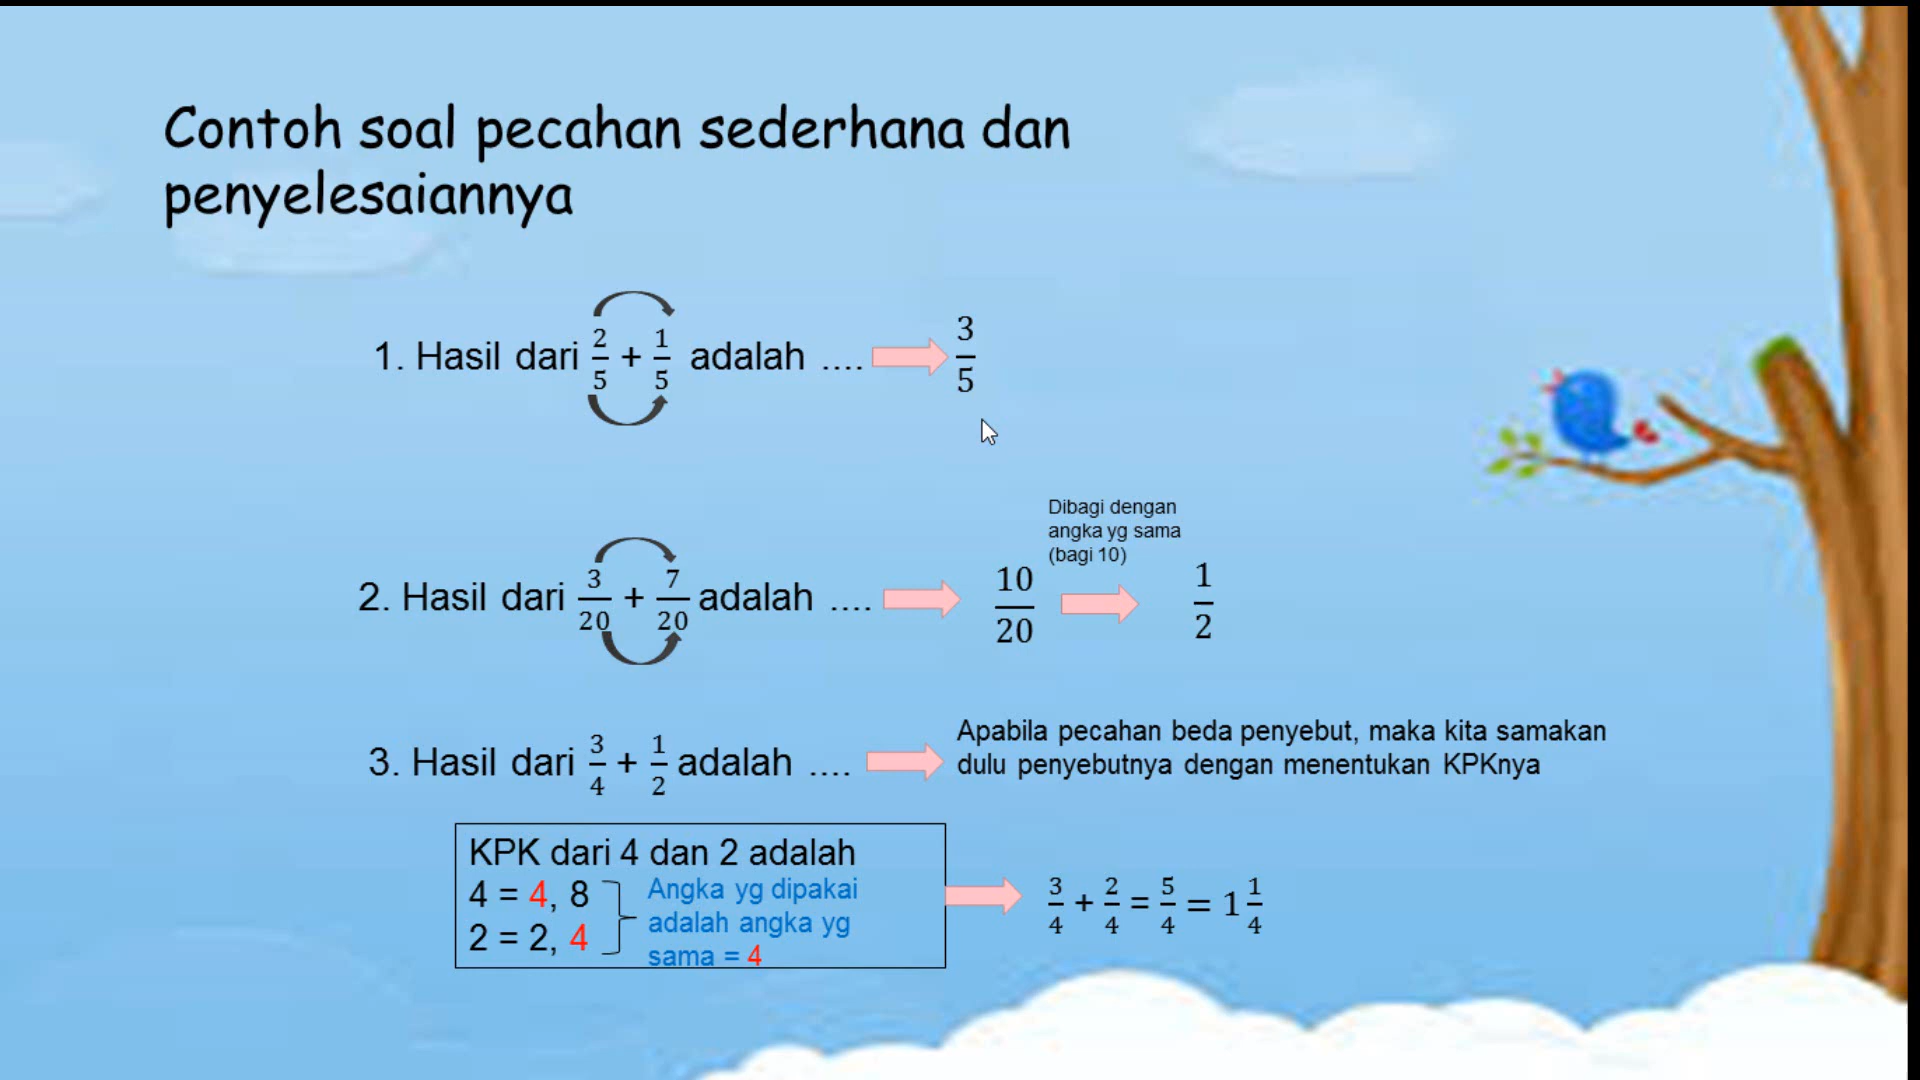 Contoh soal pecahan sederhana dan
penyelesaiannya
1. Hasil dari 2/5 + 1/5 adalah .... 3/5
Dibagi dengan
angka yg sama
(bagi 10)
2. Hasil dari 3/20 + 7/20 adalah .... 10/20 1/2
3. Hasil dari 3/4 + 1/2 adalah ....
Apabila pecahan beda penyebut, maka kita samakan
dulu penyebutnya dengan menentukan KPKnya
KPK dari 4 dan 2 adalah
4 = 4, 8
2 = 2, 4
Angka yg dipakai
adalah angka yg
sama = 4
3/4 + 2/4 = 5/4 = 1 1/4